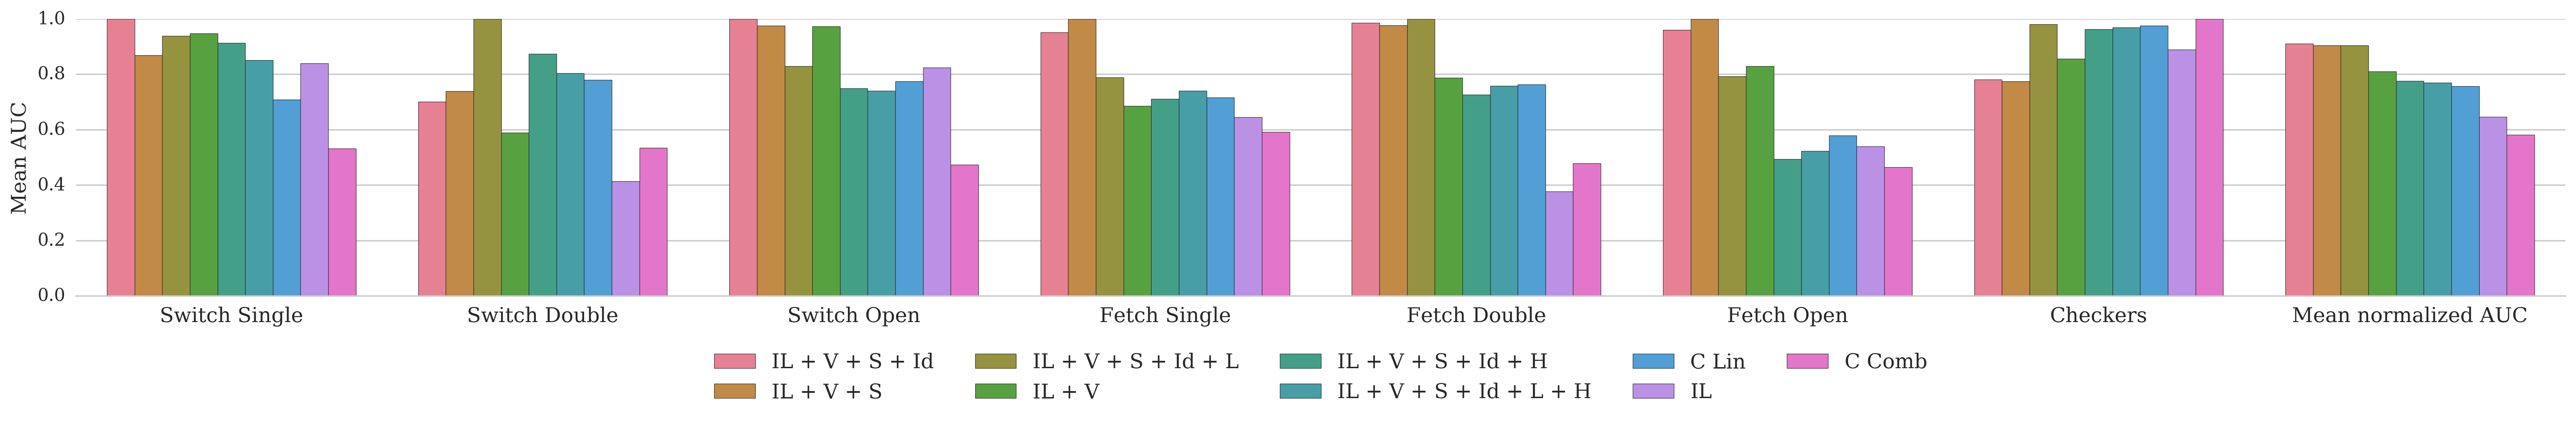 1.0
0.8
0.6
0.4
0.2
0.0
Mean AUC
Switch Single
Switch Double
Switch Open
Fetch Single
Fetch Double
Fetch Open
Checkers
Mean normalized AUC
IL + V + S + Id
IL + V + S
IL + V + S + Id + L
IL + V
IL + V + S + Id + H
IL + V + S + Id + L + H
C Lin
IL
C Comb